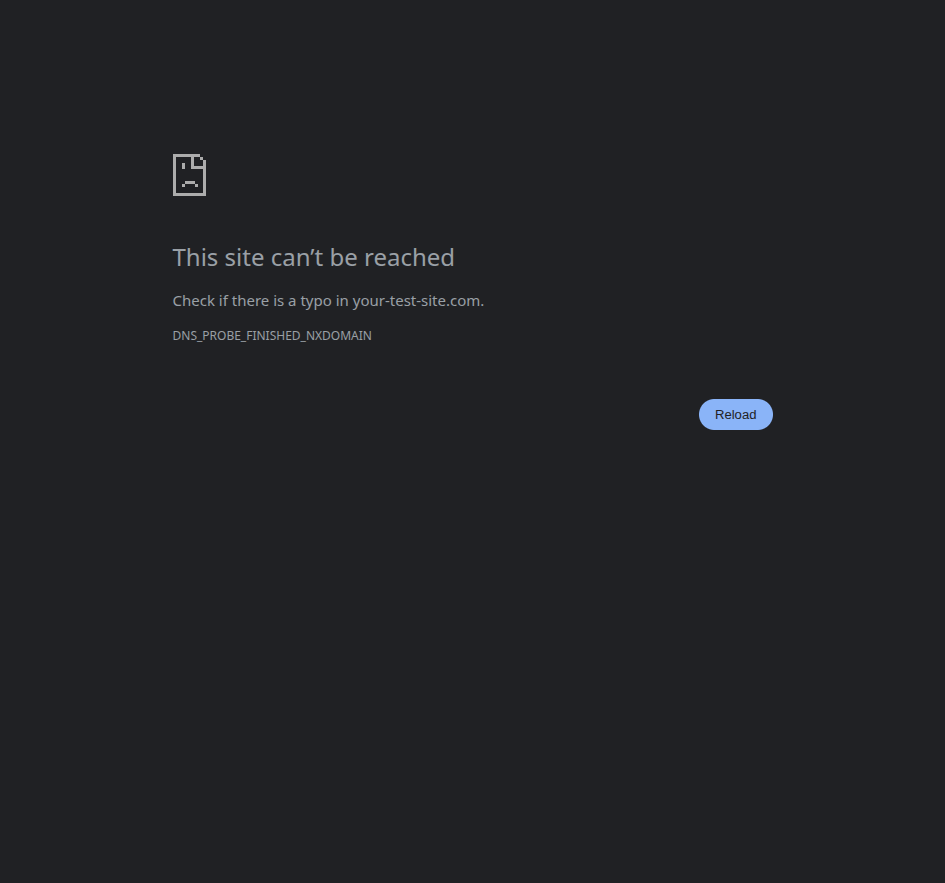 This site can’t be reached
Check if there is a typo in your-test-site.com.
DNS_PROBE_FINISHED_NXDOMAIN
Reload